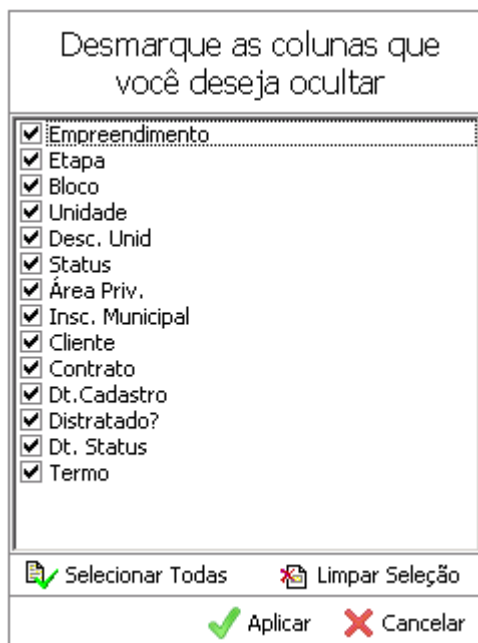 Desmarque as colunas que
você deseja ocultar
Empreendimento
Etapa
Bloco
Unidade
Desc. Unid
Status
Área Priv.
Insc. Municipal
Cliente
Contrato
Dt.Cadastro
Distratado?
Dt. Status
Termo
Selecionar Todas Limpar Seleção
Aplicar Cancelar